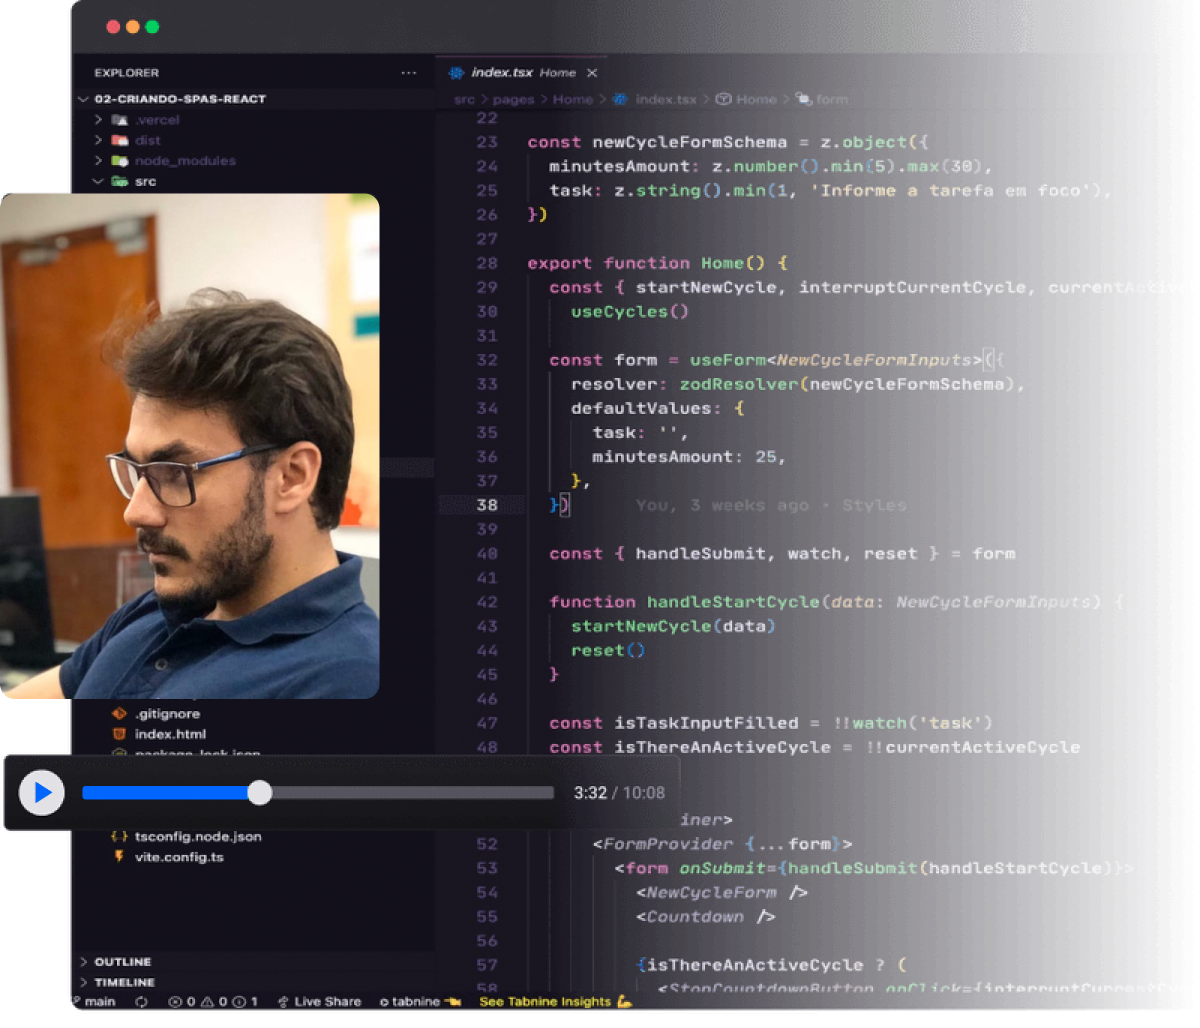 EXPLORER
···
02-CRIANDO-SPAS-REACT
.vercel
dist
node_modules
src
.gitignore
index.html
package-lock.json
tsconfig.node.json
vite.config.ts
OUTLINE
TIMELINE
index.tsx Home ×
src > pages > Home > index.tsx > Home > form
22
23 const newCycleFormSchema = z.object({
24 minutesAmount: z.number().min(5).max(30),
25 task: z.string().min(1, 'Informe a tarefa em foco'),
26 })
27
28 export function Home() {
29 const { startNewCycle, interruptCurrentCycle, currentActive
30 useCycles()
31
32 const form = useForm<NewCycleFormInputs>({
33 resolver: zodResolver(newCycleFormSchema),
34 defaultValues: {
35 task: '',
36 minutesAmount: 25,
37 },
38 }) You, 3 weeks ago • Styles
39
40 const { handleSubmit, watch, reset } = form
41
42 function handleStartCycle(data: NewCycleFormInputs) {
43 startNewCycle(data)
44 reset()
45 }
46
47 const isTaskInputFilled = !!watch('task')
48 const isThereAnActiveCycle = !!currentActiveCycle
3:32 / 10:08
iner>
52 <FormProvider {...form}>
53 <form onSubmit={handleSubmit(handleStartCycle)}>
54 <NewCycleForm />
55 <Countdown />
56
57 {isThereAnActiveCycle ? (
58 <StopCountdownButton onClick={interruptCurrentCy
main 0 0 1 Live Share tabnine See Tabnine Insights